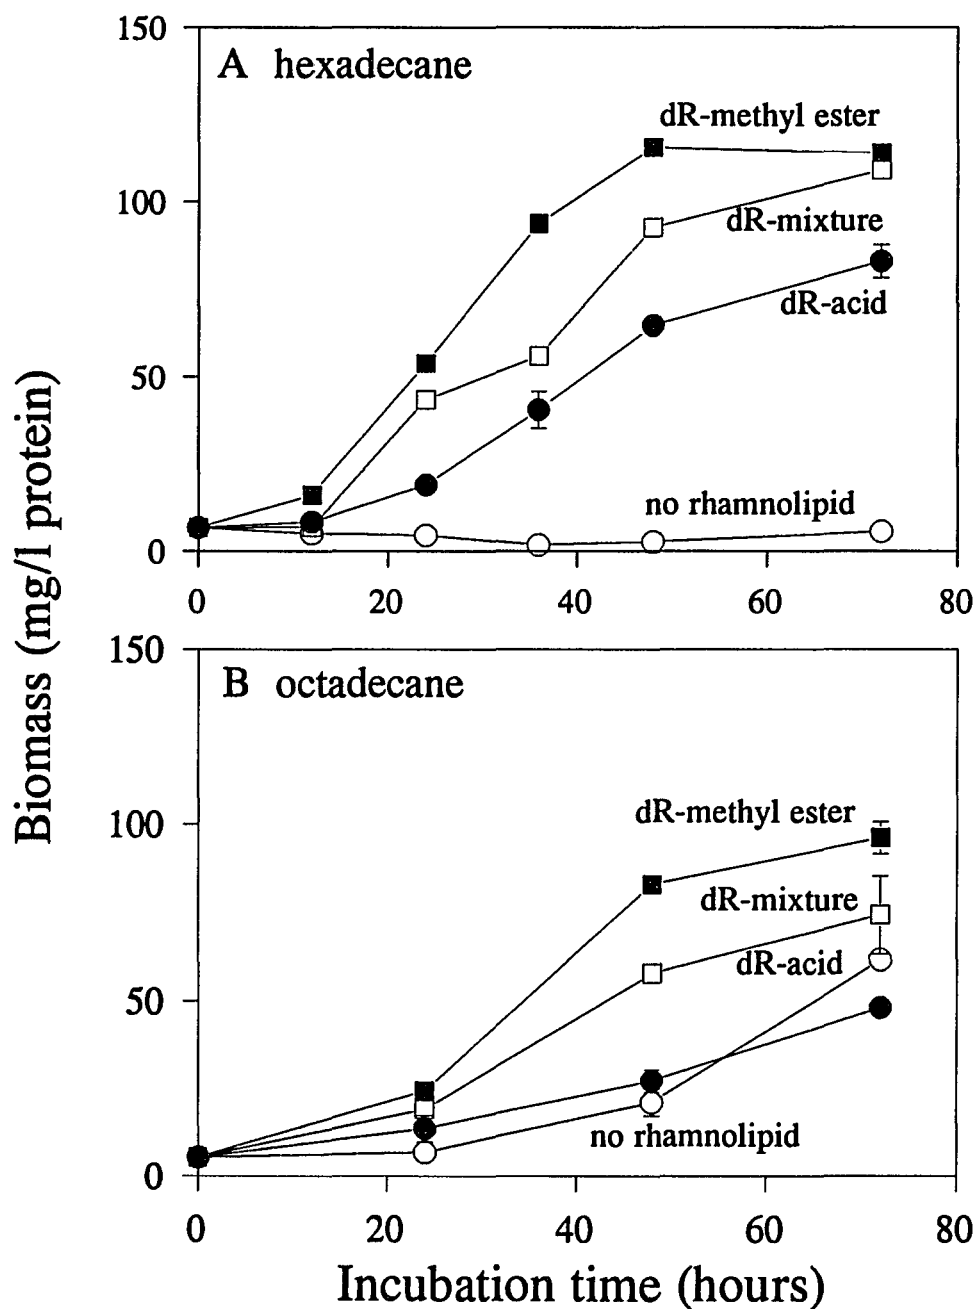 150
A hexadecane
dR-methyl ester
100
dR-mixture
dR-acid
50
no rhamnolipid
0
0 20 40 60 80
Biomass (mg/l protein)
150
B octadecane
dR-methyl ester
100
dR-mixture
dR-acid
50
no rhamnolipid
0
0 20 40 60 80
Incubation time (hours)